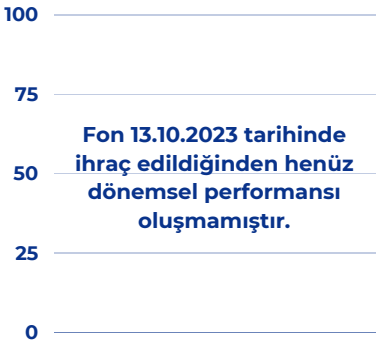 100
75
Fon 13.10.2023 tarihinde
ihraç edildiğinden henüz
50
dönemsel performansı
oluşmamıştır.
25
0